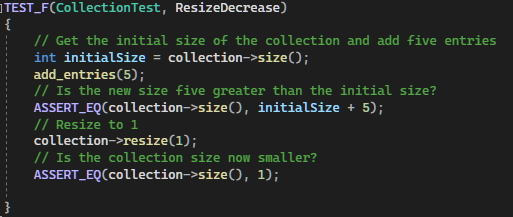 TEST_F(CollectionTest, ResizeDecrease)
{
// Get the initial size of the collection and add five entries
int initialSize = collection->size();
add_entries(5);
// Is the new size five greater than the initial size?
ASSERT_EQ(collection->size(), initialSize + 5);
// Resize to 1
collection->resize(1);
// Is the collection size now smaller?
ASSERT_EQ(collection->size(), 1);
}